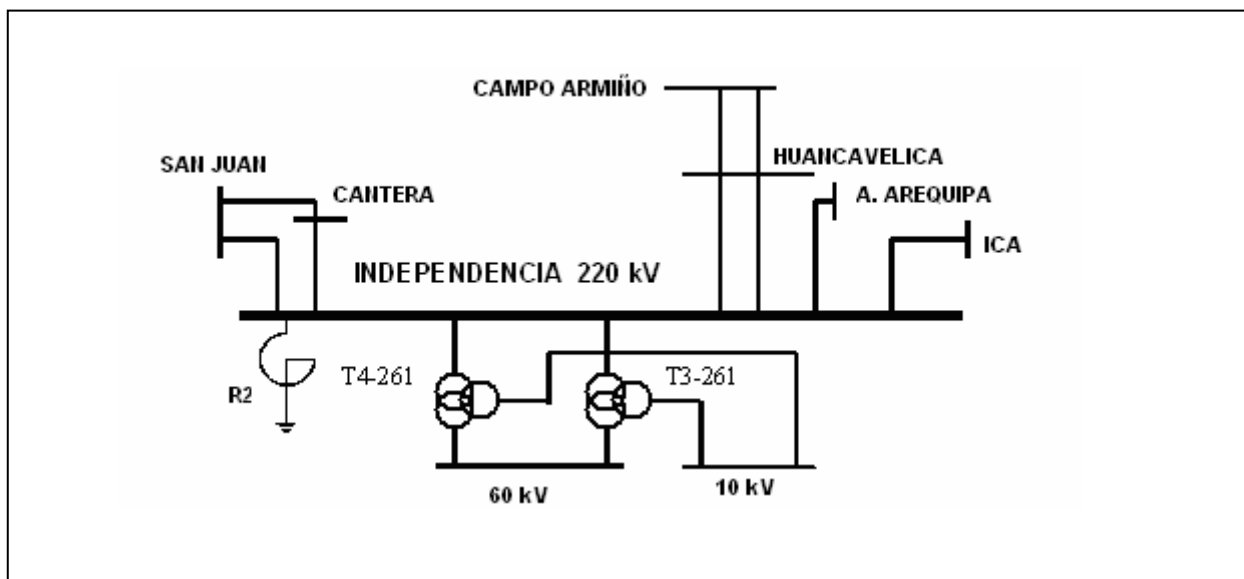 CAMPO ARMIÑO
SAN JUAN
HUANCAVELICA
CANTERA
A. AREQUIPA
ICA
INDEPENDENCIA 220 kV
T4-261
T3-261
R2
60 kV
10 kV